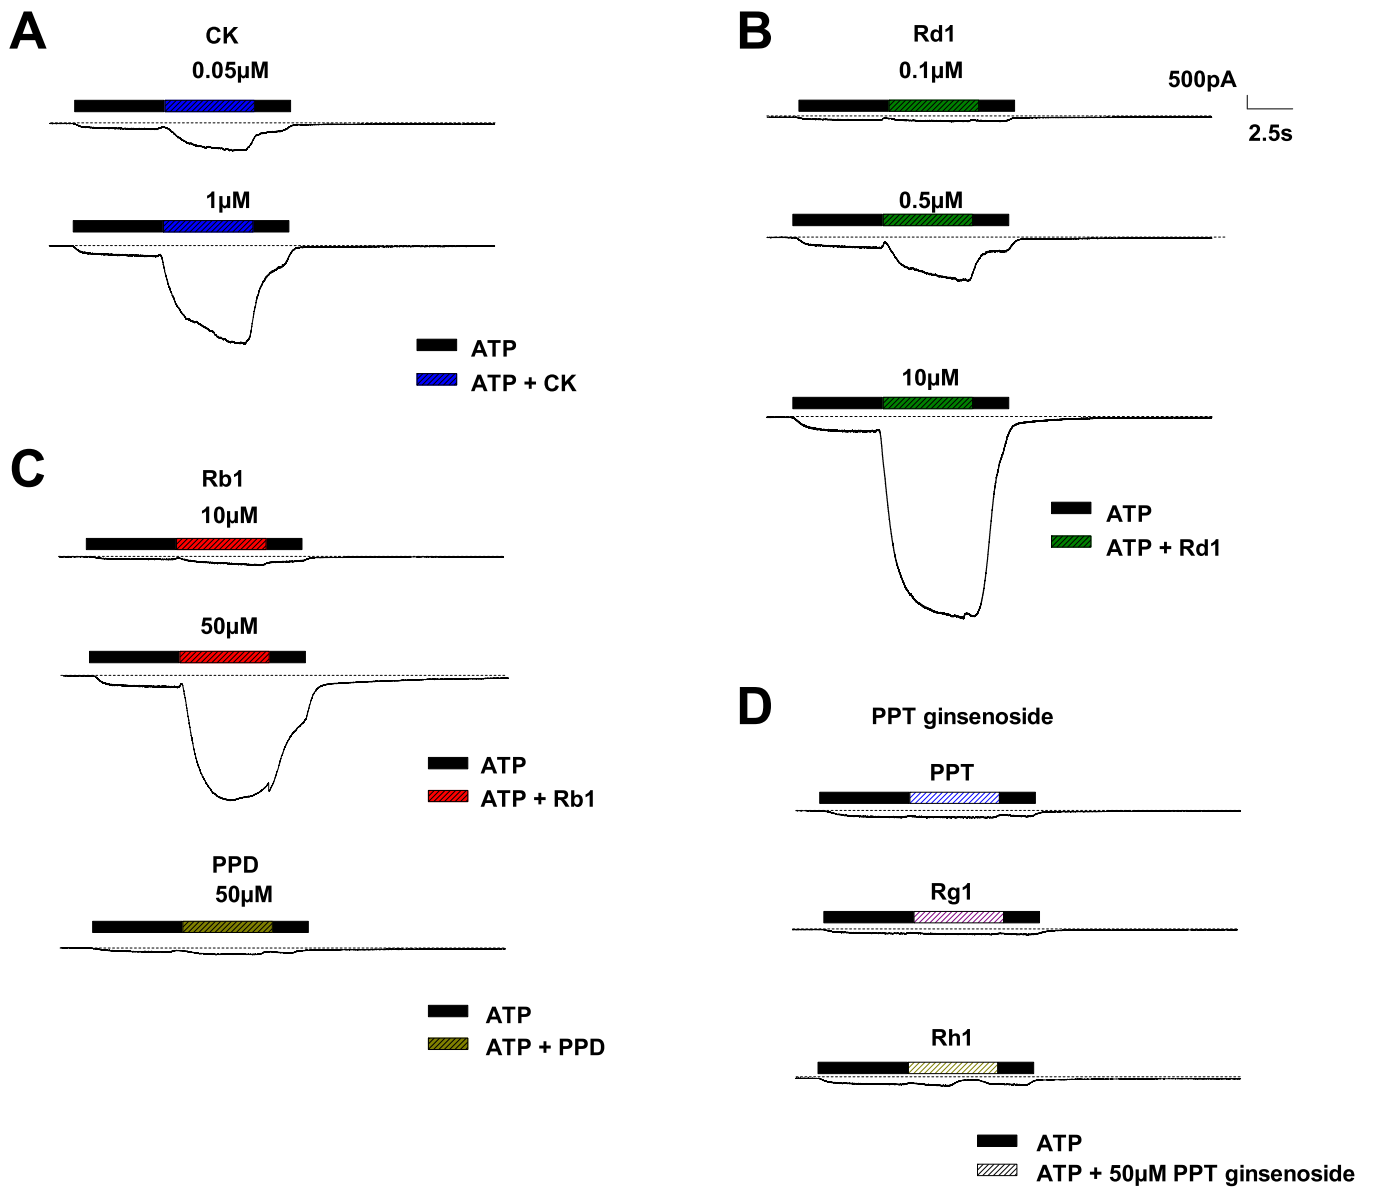 A
CK
0.05µM
1µM
ATP
ATP + CK
B
Rd1
0.1µM
500pA
2.5s
0.5µM
10µM
ATP
ATP + Rd1
C
Rb1
10µM
50µM
ATP
ATP + Rb1
PPD
50µM
ATP
ATP + PPD
D
PPT ginsenoside
PPT
Rg1
Rh1
ATP
ATP + 50µM PPT ginsenoside